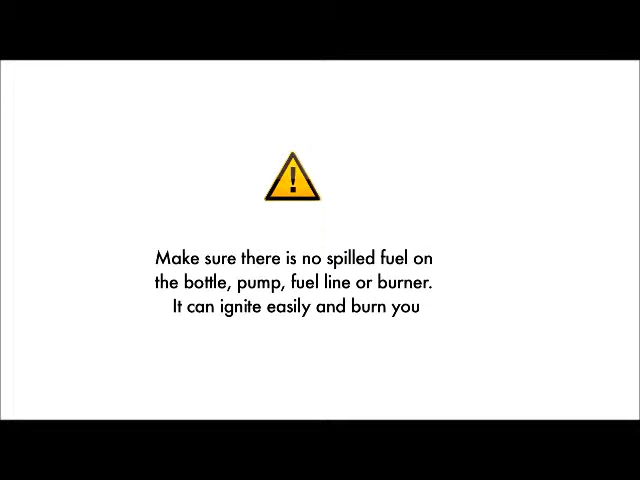 Make sure there is no spilled fuel on
the bottle, pump, fuel line or burner.
It can ignite easily and burn you